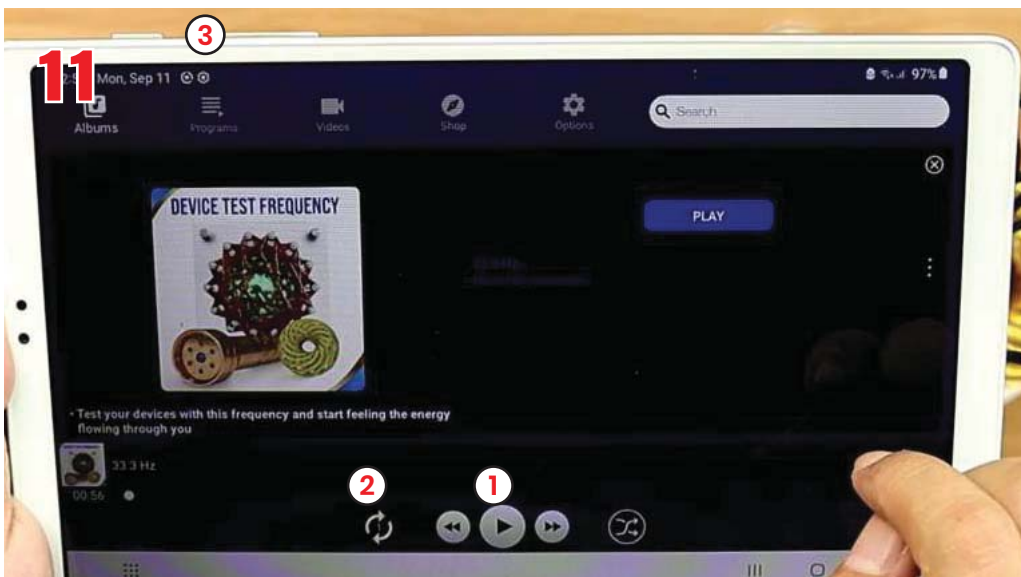 3
11
Mon, Sep 11
97%
Albums
Programs
Videos
Shop
Options
Search
DEVICE TEST FREQUENCY
PLAY
• Test your devices with this frequency and start feeling the energy
flowing through you
33.3 Hz
00:56
2
1